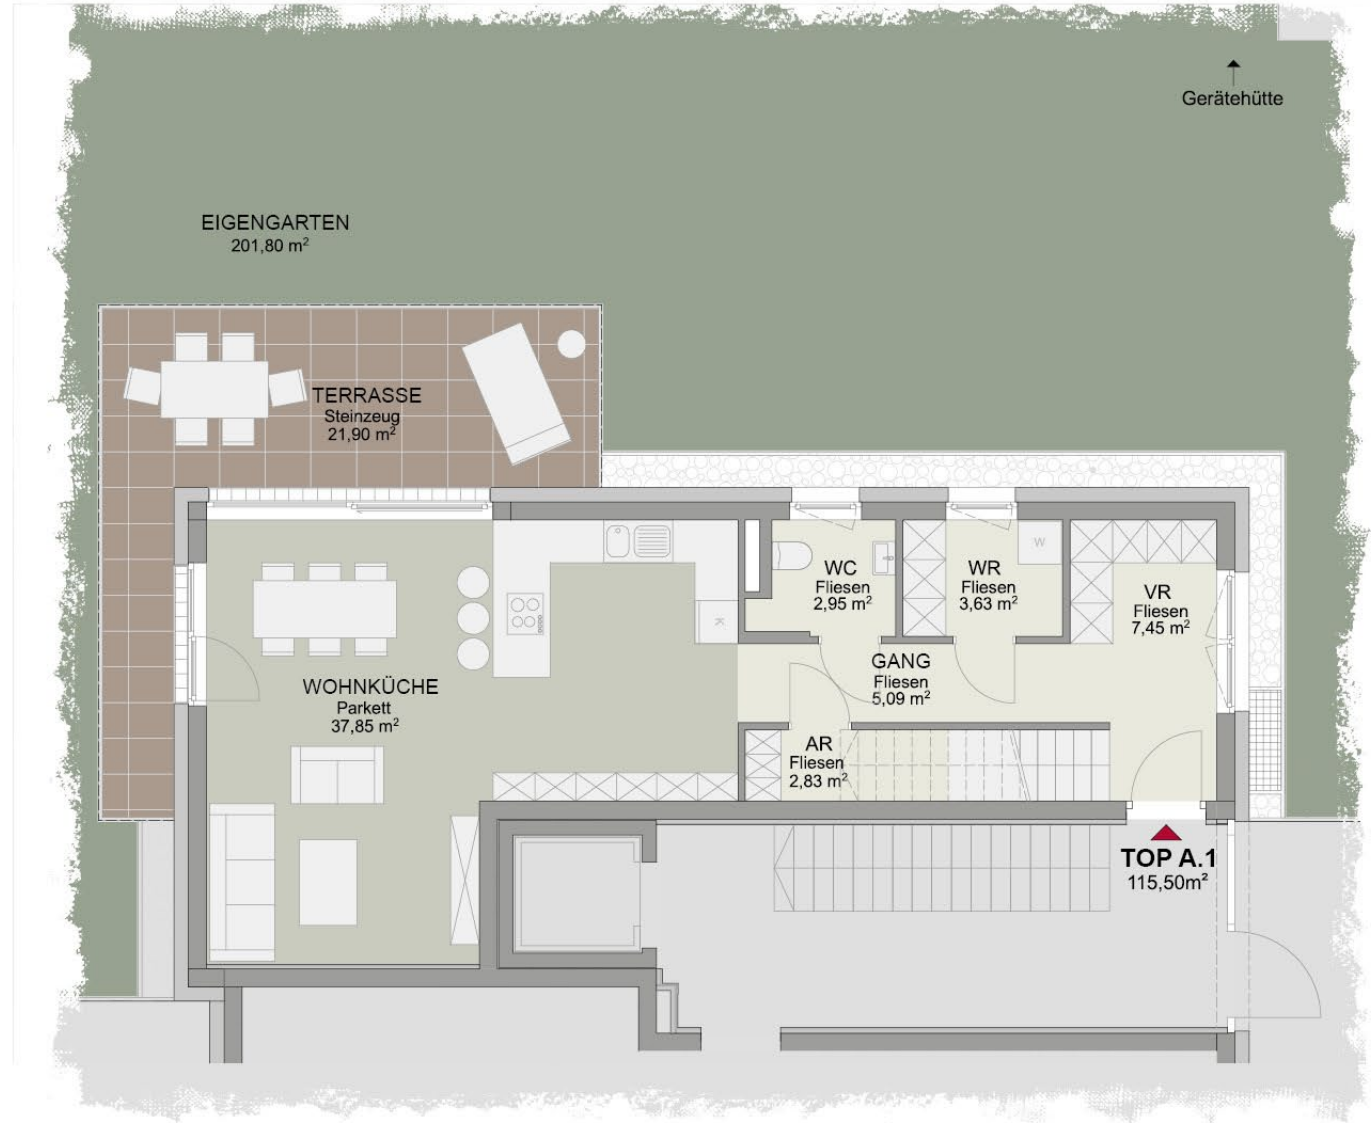 Gerätehütte
EIGENGARTEN
201,80 m²
TERRASSE
Steinzeug
21,90 m²
WC
Fliesen
2,95 m²
WR
Fliesen
3,63 m²
W
VR
Fliesen
7,45 m²
K
GANG
Fliesen
5,09 m²
WOHNKÜCHE
Parkett
37,85 m²
AR
Fliesen
2,83 m²
TOP A.1
115,50m²